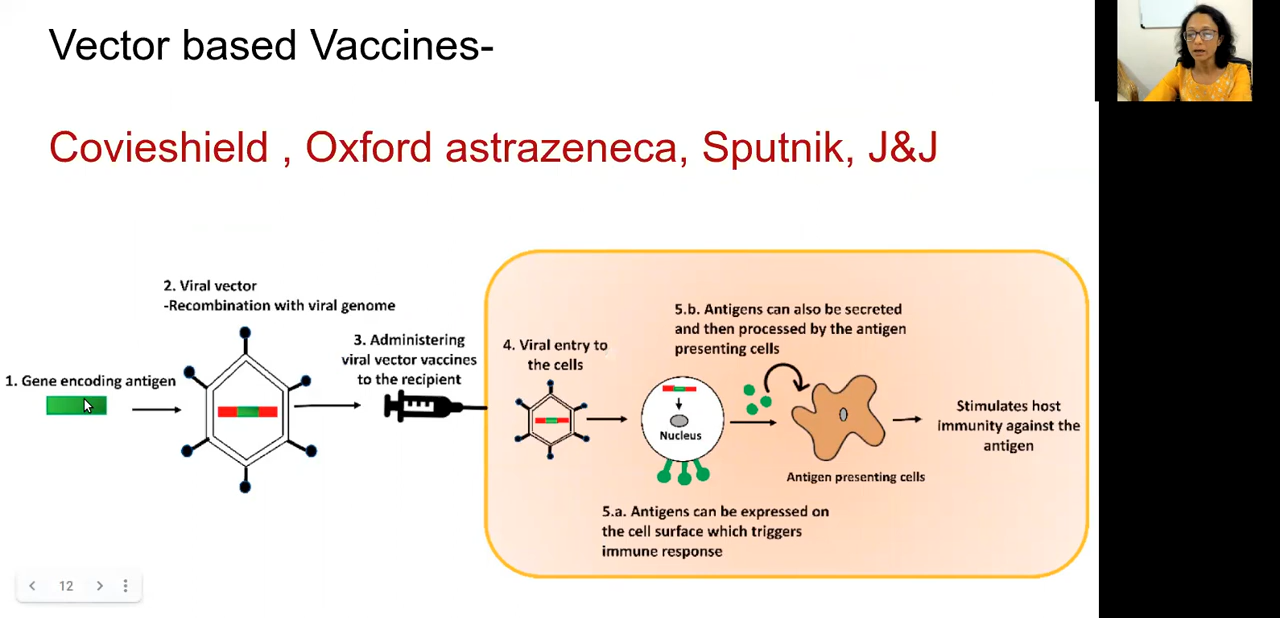 Vector based Vaccines-
Covieshield , Oxford astrazeneca, Sputnik, J&J
1. Gene encoding antigen
2. Viral vector
-Recombination with viral genome
3. Administering
viral vector vaccines
to the recipient
4. Viral entry to
the cells
5.b. Antigens can also be secreted
and then processed by the antigen
presenting cells
Nucleus
Antigen presenting cells
5.a. Antigens can be expressed on
the cell surface which triggers
immune response
Stimulates host
immunity against the
antigen
12